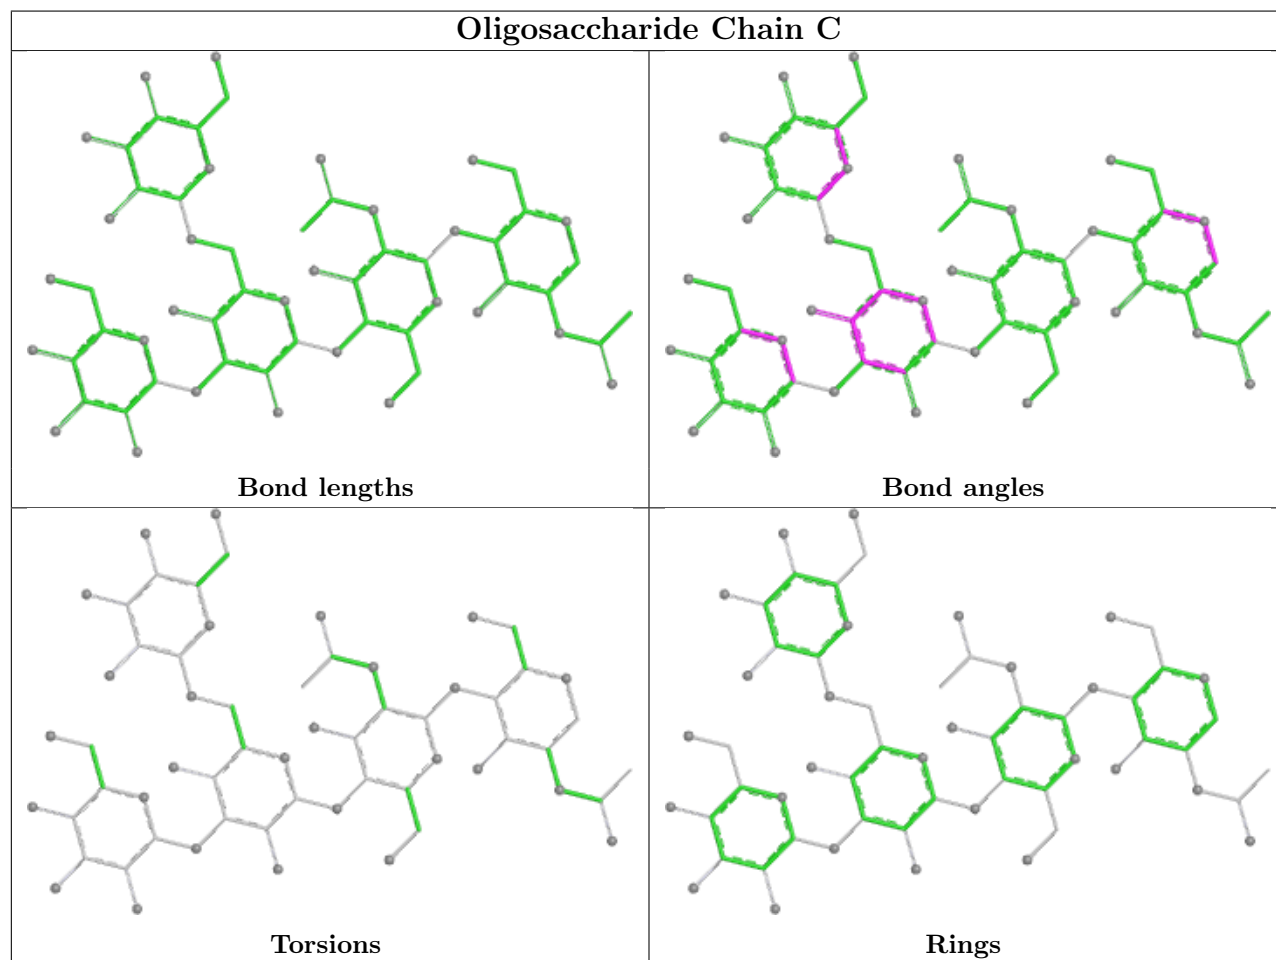 Oligosaccharide Chain C
Bond lengths
Bond angles
Torsions
Rings